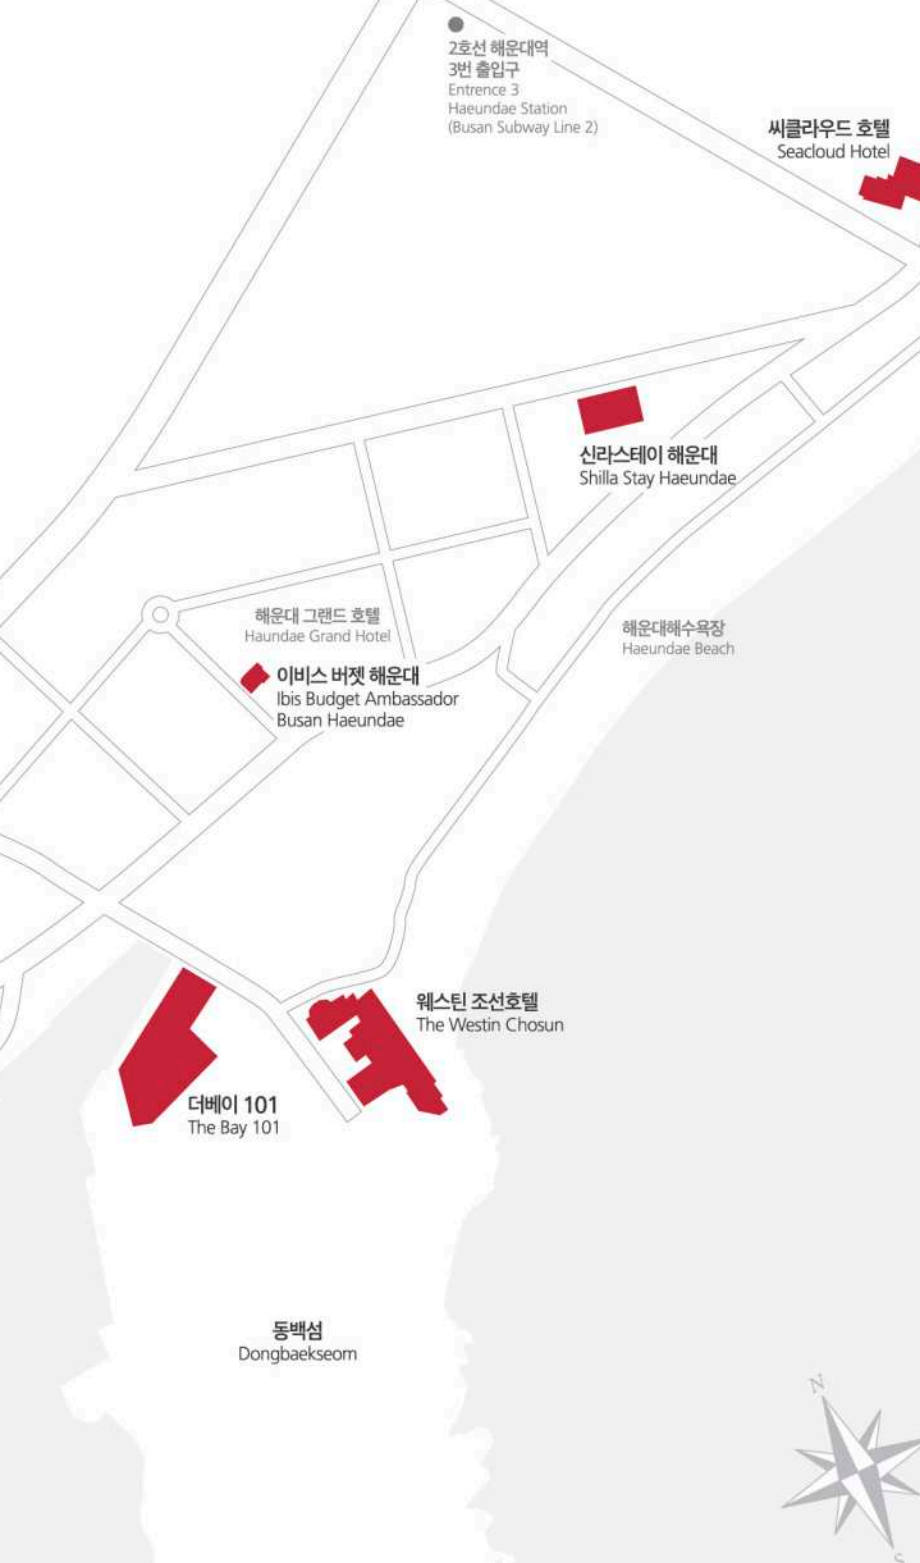 2호선 해운대역
3번 출입구
Entrence 3
Haeundae Station
(Busan Subway Line 2)
씨클라우드 호텔
Seacloud Hotel
신라스테이 해운대
Shilla Stay Haeundae
해운대 그랜드 호텔
Haundae Grand Hotel
해운대해수욕장
Haeundae Beach
이비스 버젯 해운대
Ibis Budget Ambassador
Busan Haeundae
웨스틴 조선호텔
The Westin Chosun
더베이 101
The Bay 101
동백섬
Dongbaekseom
N
S